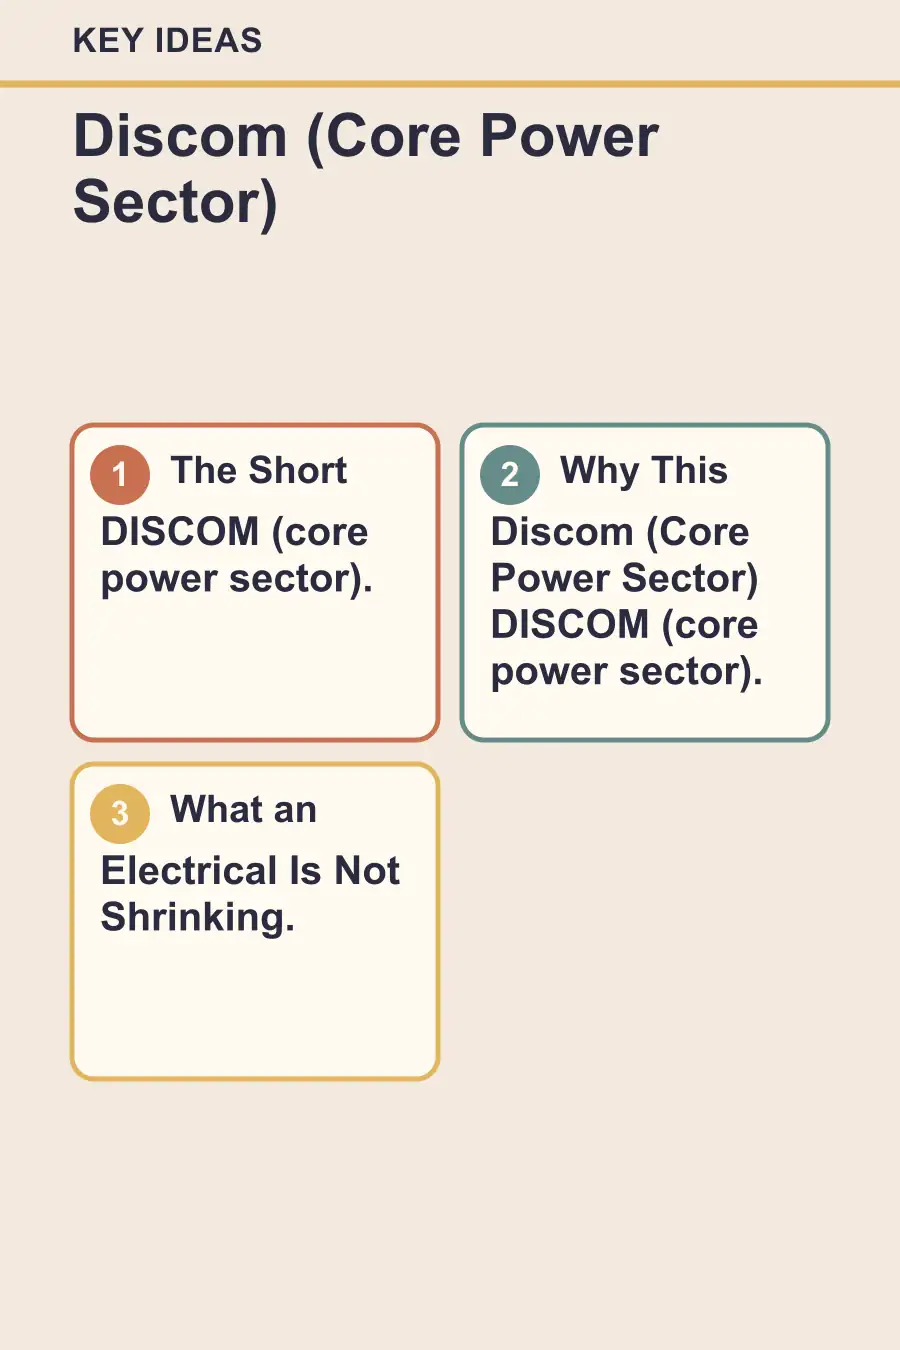 KEY IDEAS
Discom (Core Power
Sector)
1 The Short
DISCOM (core
power sector).
2 Why This
Discom (Core
Power Sector)
DISCOM (core
power sector).
3 What an
Electrical Is Not
Shrinking.